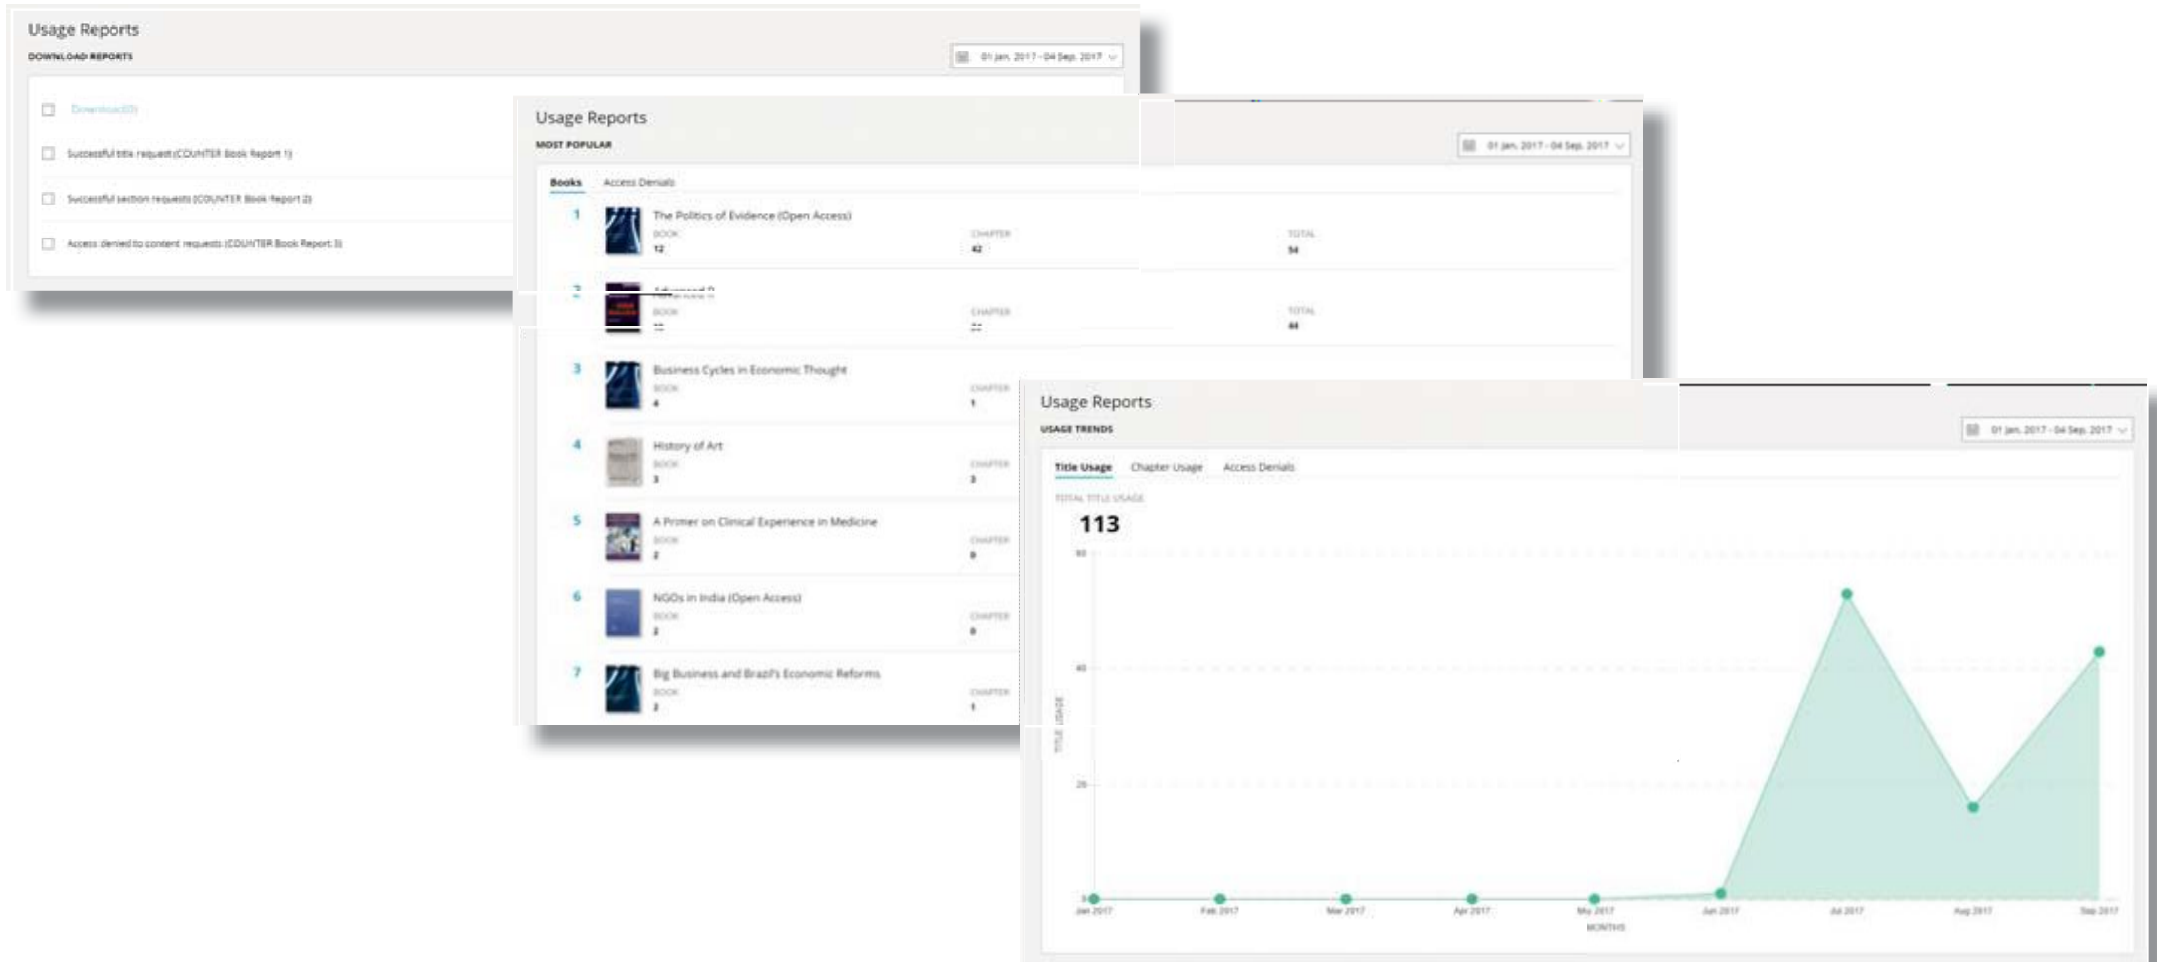 Usage Reports
DOWNLOAD REPORTS
01 Jan. 2017 - 04 Sep. 2017
Download(0)
Successful title request (COUNTER Book Report 1)
Successful section requests (COUNTER Book Report 2)
Access denied to content requests (COUNTER Book Report 3)
Usage Reports
MOST POPULAR
01 Jan. 2017 - 04 Sep. 2017
Books Access Denials
1 The Politics of Evidence (Open Access)
BOOK CHAPTER TOTAL
12 42 54
2 Advanced R
BOOK CHAPTER TOTAL
44
3 Business Cycles in Economic Thought
BOOK CHAPTER
4 1
4 History of Art
BOOK CHAPTER
3 3
5 A Primer on Clinical Experience in Medicine
BOOK CHAPTER
2 0
6 NGOs in India (Open Access)
BOOK CHAPTER
2 0
7 Big Business and Brazil's Economic Reforms
BOOK CHAPTER
2 1
Usage Reports
USAGE TRENDS
01 Jan. 2017 - 04 Sep. 2017
Title Usage Chapter Usage Access Denials
TOTAL TITLE USAGE
113
60
40
TITLE USAGE
20
0
Jan 2017 Feb 2017 Mar 2017 Apr 2017 May 2017 Jun 2017 Jul 2017 Aug 2017 Sep 2017
MONTHS